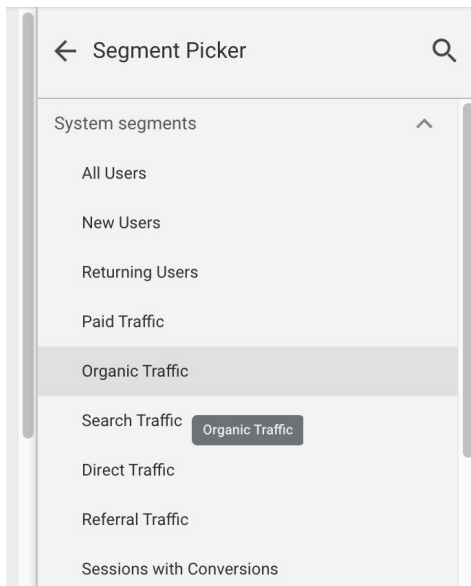 Segment Picker
System segments
All Users
New Users
Returning Users
Paid Traffic
Organic Traffic
Search Traffic
Organic Traffic
Direct Traffic
Referral Traffic
Sessions with Conversions